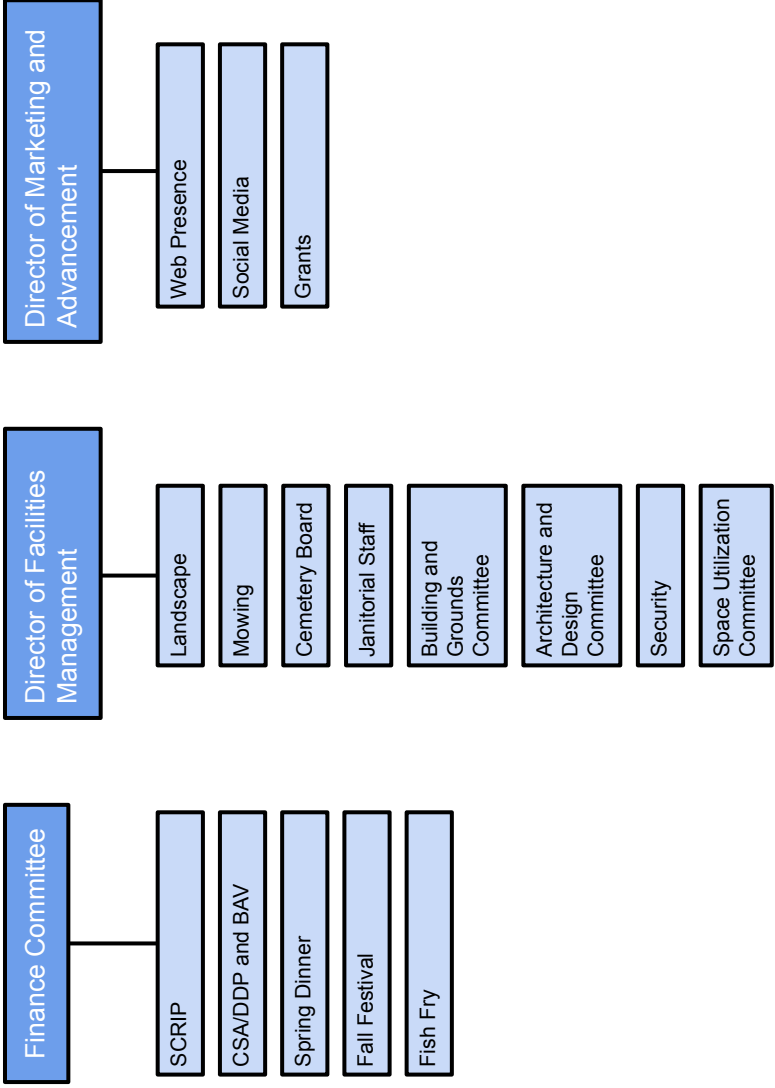 Finance Committee
SCRIP
CSA/DDP and BAV
Spring Dinner
Fall Festival
Fish Fry
Director of Facilities
Management
Landscape
Mowing
Cemetery Board
Janitorial Staff
Building and
Grounds
Committee
Architecture and
Design
Committee
Security
Space Utilization
Committee
Director of Marketing and
Advancement
Web Presence
Social Media
Grants